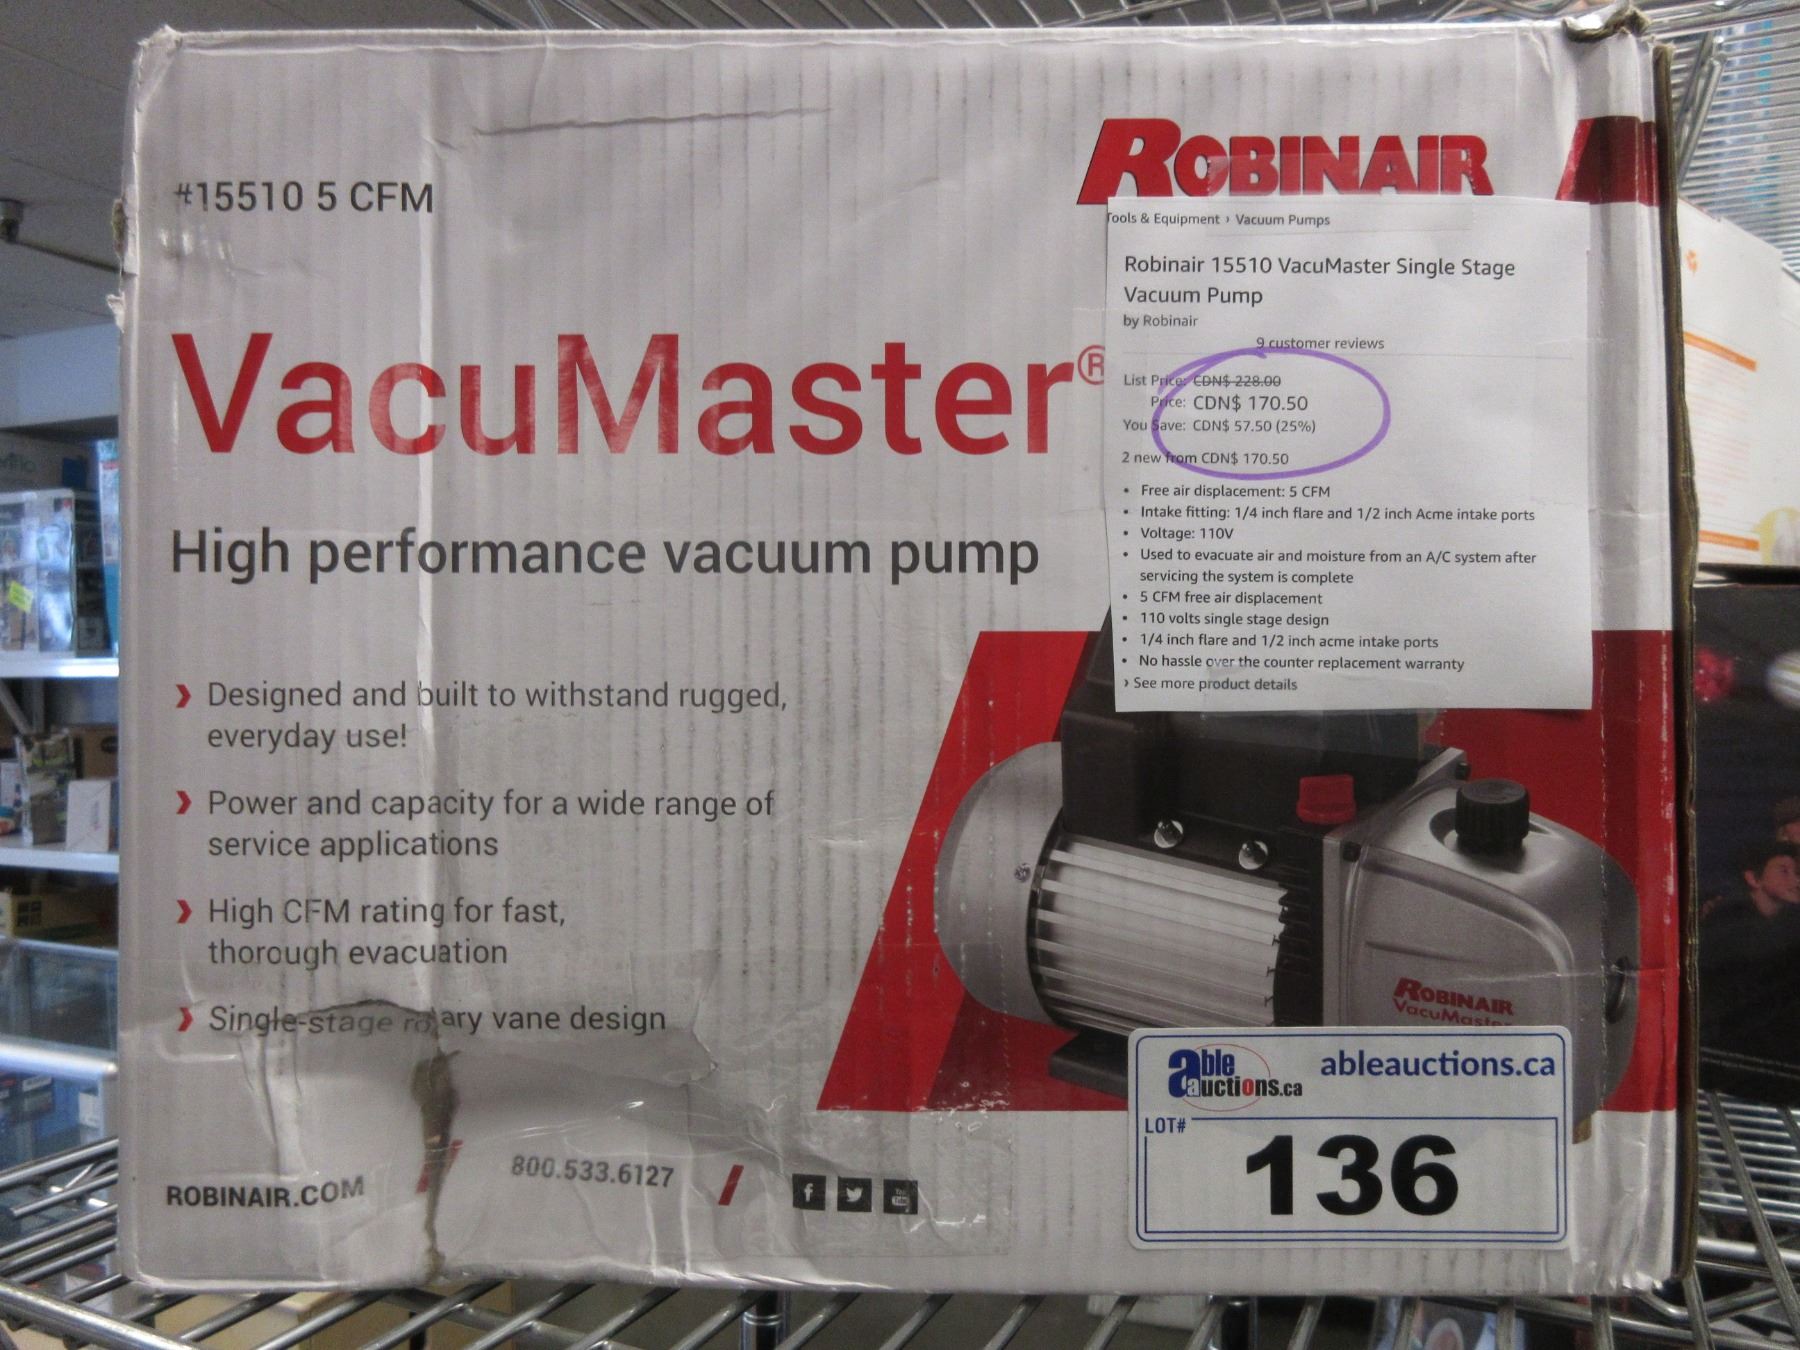 #15510 5 CFM
ROBINAIR
VacuMaster®
High performance vacuum pump
Designed and built to withstand rugged,
everyday use!
Power and capacity for a wide range of
service applications
High CFM rating for fast,
thorough evacuation
Single-stage rotary vane design
ROBINAIR.COM
800.533.6127
Tools & Equipment › Vacuum Pumps
Robinair 15510 VacuMaster Single Stage
Vacuum Pump
by Robinair
9 customer reviews
List Price: CDN$ 228.00
Price: CDN$ 170.50
You Save: CDN$ 57.50 (25%)
2 new from CDN$ 170.50
• Free air displacement: 5 CFM
• Intake fitting: 1/4 inch flare and 1/2 inch Acme intake ports
• Voltage: 110V
• Used to evacuate air and moisture from an A/C system after
servicing the system is complete
• 5 CFM free air displacement
• 110 volts single stage design
• 1/4 inch flare and 1/2 inch acme intake ports
• No hassle over the counter replacement warranty
› See more product details
ROBINAIR
VacuMaster
able auctions.ca
ableauctions.ca
LOT#
136